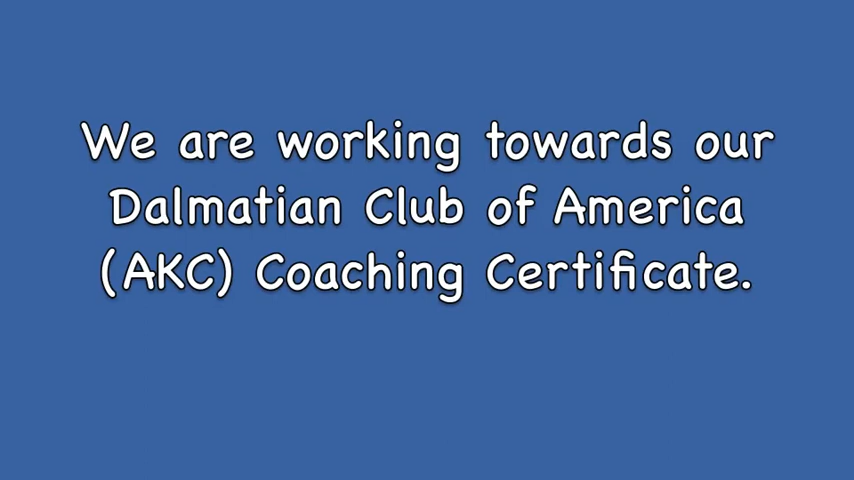 We are working towards our
Dalmatian Club of America
(AKC) Coaching Certificate.